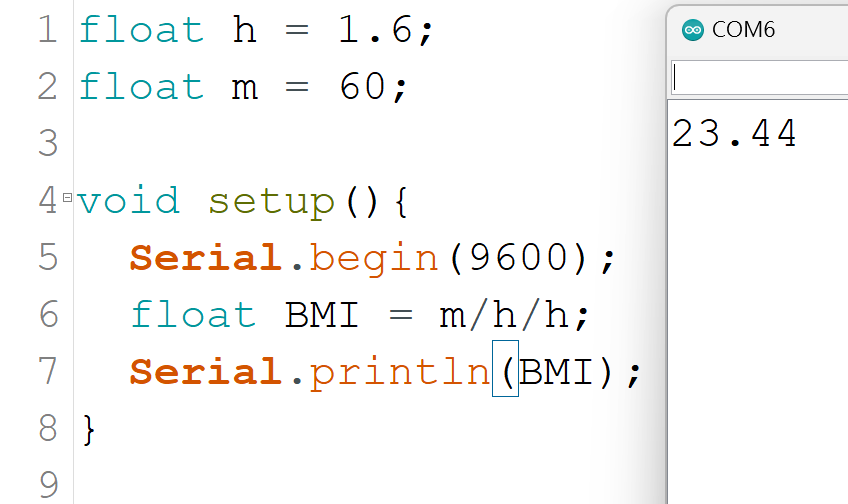 1 float h = 1.6;
2 float m = 60;
3
4 void setup(){
5   Serial.begin(9600);
6   float BMI = m/h/h;
7   Serial.println(BMI);
8 }
9
COM6
23.44